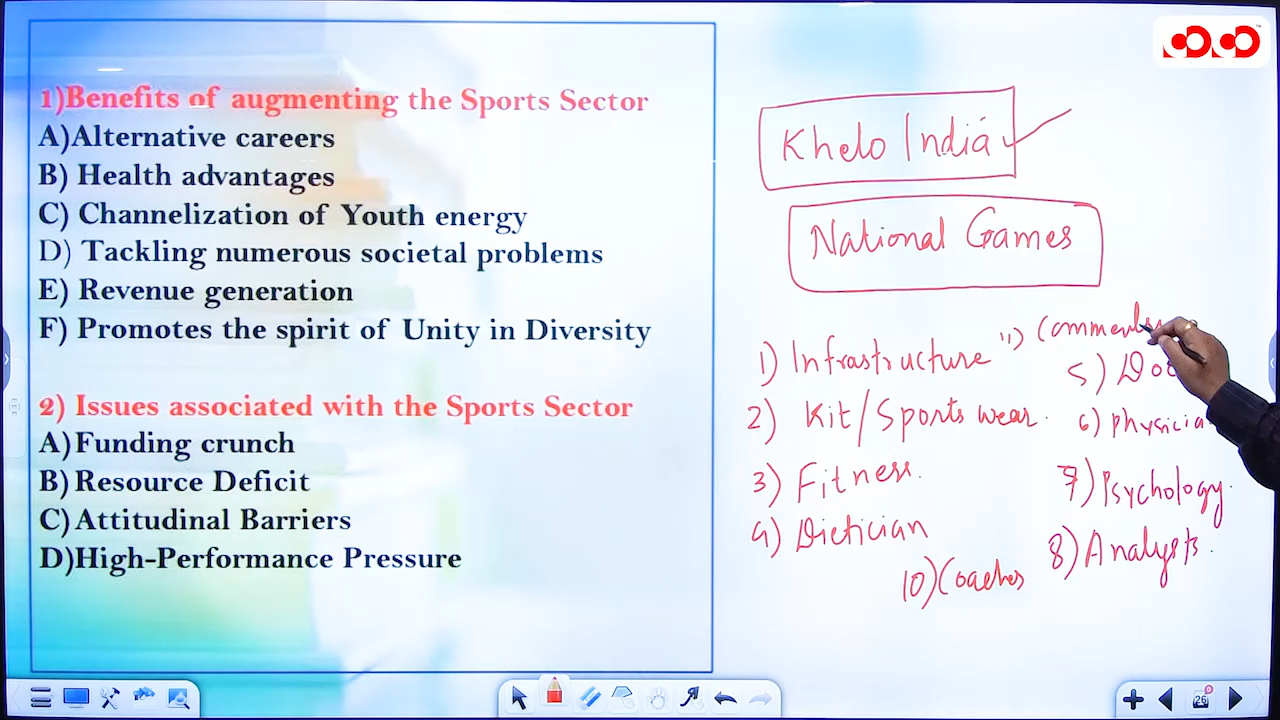 1)Benefits of augmenting the Sports Sector
A)Alternative careers
B) Health advantages
C) Channelization of Youth energy
D) Tackling numerous societal problems
E) Revenue generation
F) Promotes the spirit of Unity in Diversity
2) Issues associated with the Sports Sector
A)Funding crunch
B) Resource Deficit
C) Attitudinal Barriers
D)High-Performance Pressure
Khelo India
National Games
1) Infrastructure
2) Kit/Sports wear.
3) Fitness.
4) Dietician
10) Coaches
11)
5)
6)
7) Psychology.
8) Analysts.
26